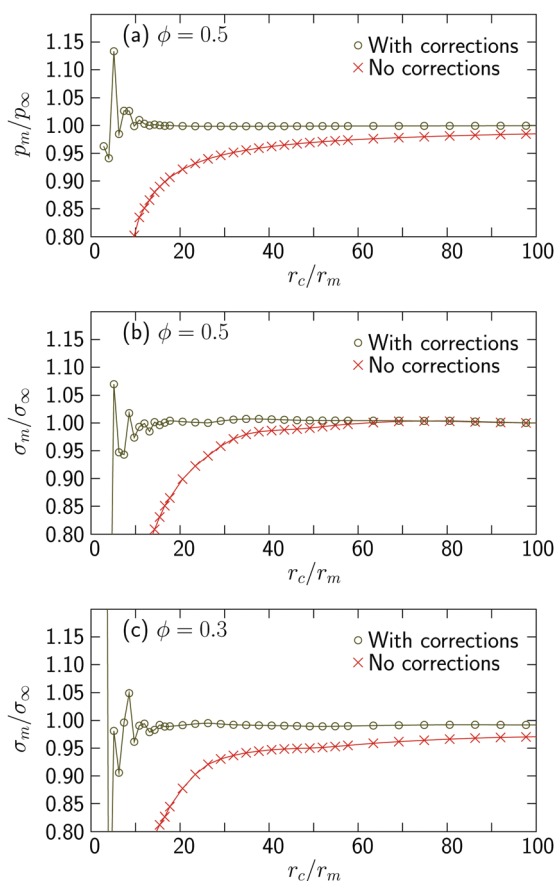 (a) ϕ = 0.5
With corrections
No corrections
p_m/p_∞
1.15
1.10
1.05
1.00
0.95
0.90
0.85
0.80
0 20 40 60 80 100
r_c/r_m
(b) ϕ = 0.5
With corrections
No corrections
σ_m/σ_∞
1.15
1.10
1.05
1.00
0.95
0.90
0.85
0.80
0 20 40 60 80 100
r_c/r_m
(c) ϕ = 0.3
With corrections
No corrections
σ_m/σ_∞
1.15
1.10
1.05
1.00
0.95
0.90
0.85
0.80
0 20 40 60 80 100
r_c/r_m